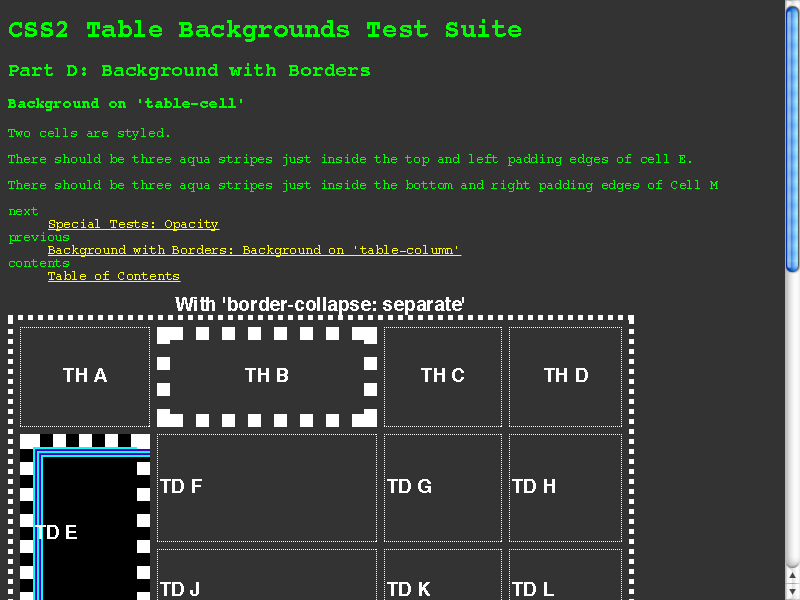 CSS2 Table Backgrounds Test Suite
Part D: Background with Borders
Background on 'table-cell'
Two cells are styled.
There should be three aqua stripes just inside the top and left padding edges of cell E.
There should be three aqua stripes just inside the bottom and right padding edges of Cell M
next
Special Tests: Opacity
previous
Background with Borders: Background on 'table-column'
contents
Table of Contents
With 'border-collapse: separate'
TH A TH B TH C TH D
TD F TD G TD H
TD E
TD J TD K TD L